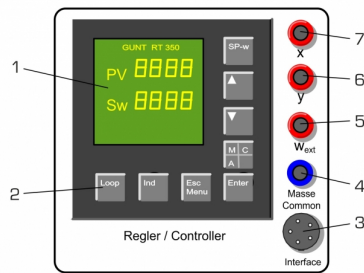 GUNT RT 350
SP-w
1
PV 8888
▲
Sw 8888
▼
M C
A
2
Loop
Ind
Esc
Menu
Enter
Regler / Controller
7
x
6
y
5
w ext
4
Masse
Common
3
Interface